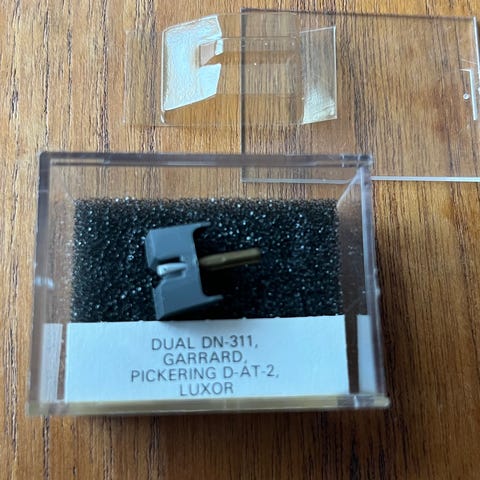 DUAL DN-311,
GARRARD,
PICKERING D-AT-2,
LUXOR